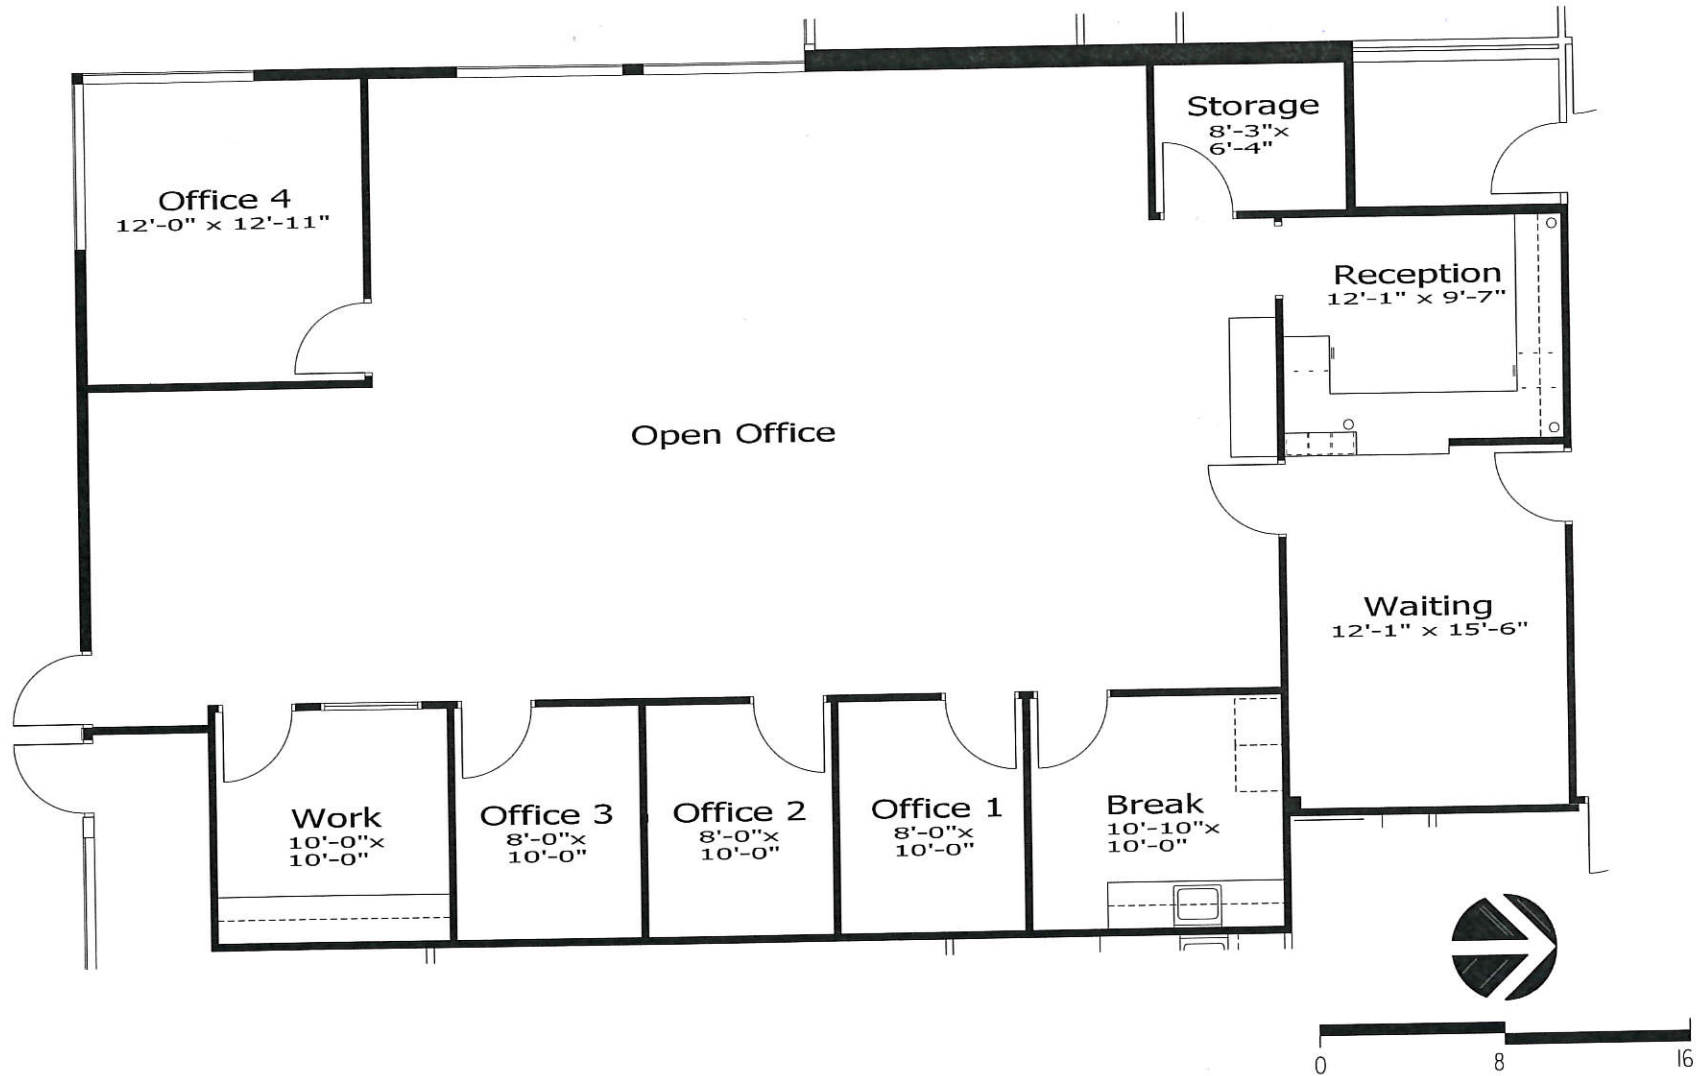 Storage
8'-3"x
6'-4"
Office 4
12'-0" x 12'-11"
Reception
12'-1" x 9'-7"
Open Office
Waiting
12'-1" x 15'-6"
Work
10'-0"x
10'-0"
Office 3
8'-0"x
10'-0"
Office 2
8'-0"x
10'-0"
Office 1
8'-0"x
10'-0"
Break
10'-10"x
10'-0"
0
8
16